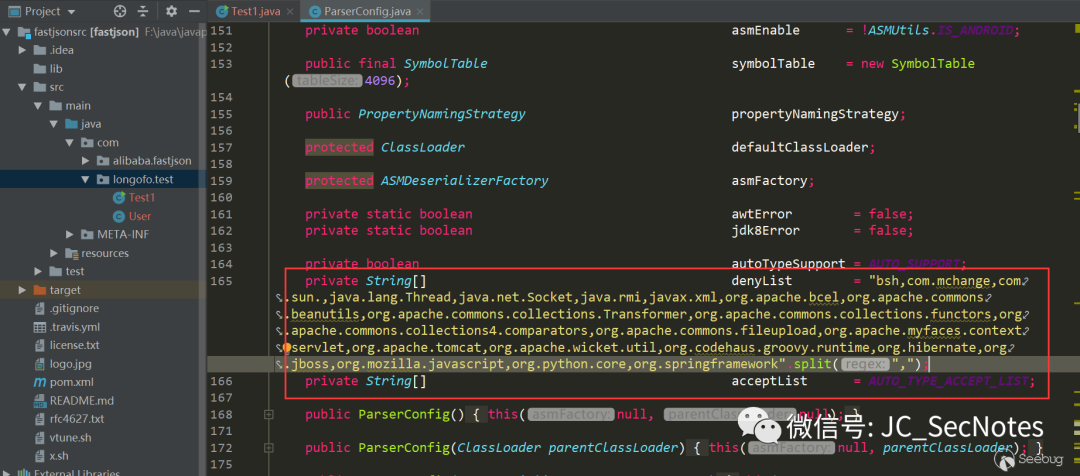 Project
Test1.java
ParserConfig.java
fastjsonsrc [fastjson] F:\java\javap
.idea
lib
src
main
java
com
alibaba.fastjson
longofo.test
Test1
User
META-INF
resources
test
target
.gitignore
.travis.yml
license.txt
logo.jpg
pom.xml
README.md
rfc4627.txt
vtune.sh
x.sh
External Libraries
151 private boolean asmEnable = !ASMUtils.IS_ANDROID;
152
153 public final SymbolTable symbolTable = new SymbolTable
(tableSize: 4096);
154
155 public PropertyNamingStrategy propertyNamingStrategy;
156
157 protected ClassLoader defaultClassLoader;
158
159 protected ASMDeserializerFactory asmFactory;
160
161 private static boolean awtError = false;
162 private static boolean jdk8Error = false;
163
164 private boolean autoTypeSupport = AUTO_SUPPORT;
165 private String[] denyList = "bsh,com.mchange,com
.sun.,java.lang.Thread,java.net.Socket,java.rmi,javax.xml,org.apache.bcel,org.apache.commons
.beanutils,org.apache.commons.collections.Transformer,org.apache.commons.collections.functors,org
.apache.commons.collections4.comparators,org.apache.commons.fileupload,org.apache.myfaces.context
servlet,org.apache.tomcat,org.apache.wicket.util,org.codehaus.groovy.runtime,org.hibernate,org
.jboss,org.mozilla.javascript,org.python.core,org.springframework".split(regex: ",");
166 private String[] acceptList = AUTO_TYPE_ACCEPT_LIST;
167
168 public ParserConfig() { this(asmFactory: null, parentClassLoader: null); }
171
172 public ParserConfig(ClassLoader parentClassLoader) { this(asmFactory: null, parentClassLoader); }
175
微信号: JC_SecNotes
Seebug